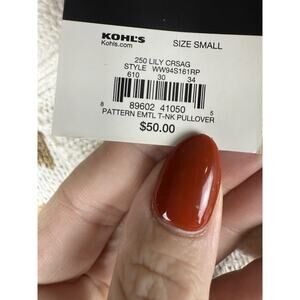 KOHL'S
Kohls.com
SIZE SMALL
250 LILY CRSAG
STYLE WW94S161RP
610 30 34
8 89602 41050 5
PATTERN EMTL T-NK PULLOVER
$50.00